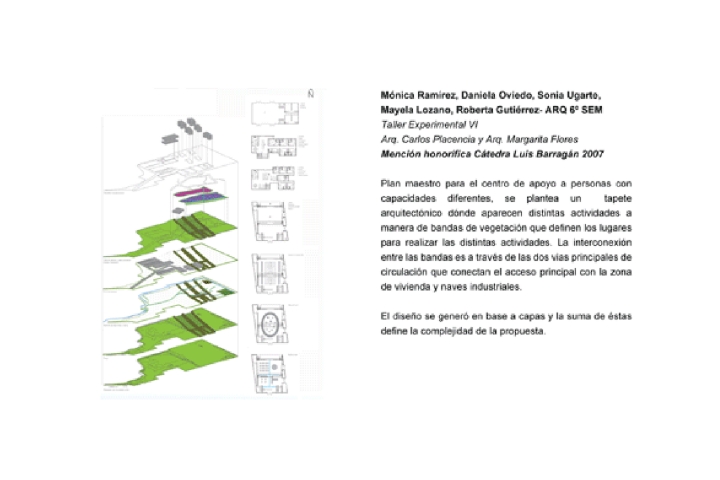 Mónica Ramirez, Daniela Oviedo, Sonia Ugarte,
Mayela Lozano, Roberta Gutiérrez- ARQ 6º SEM
Taller Experimental VI
Arq. Carlos Placencia y Arq. Margarita Flores
Mención honorífica Cátedra Luis Barragán 2007
Plan maestro para el centro de apoyo a personas con
capacidades diferentes, se plantea un tapete
arquitectónico dónde aparecen distintas actividades a
manera de bandas de vegetación que definen los lugares
para realizar las distintas actividades. La interconexión
entre las bandas es a través de las dos vias principales de
circulación que conectan el acceso principal con la zona
de vivienda y naves industriales.
El diseño se generó en base a capas y la suma de éstas
define la complejidad de la propuesta.